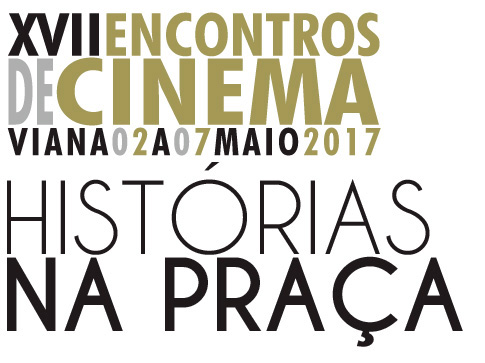 XVII ENCONTROS
DE CINEMA
VIANA 02 A 07 MAIO 2017
HISTÓRIAS
NA PRAÇA